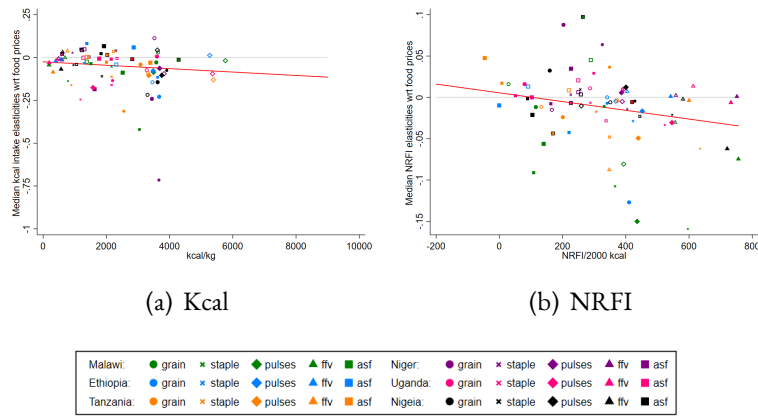 Median kcal intake elasticities wrt food prices
.25
0
-.25
-.5
-.75
-1
0
2000
4000
6000
8000
10000
kcal/kg
(a) Kcal
Median NRFI elasticities wrt food prices
.1
.05
0
-.05
-.1
-.15
-200
0
200
400
600
800
NRFI/2000 kcal
(b) NRFI
Malawi: grain staple pulses ffv asf Niger: grain staple pulses ffv asf
Ethiopia: grain staple pulses ffv asf Uganda: grain staple pulses ffv asf
Tanzania: grain staple pulses ffv asf Nigeia: grain staple pulses ffv asf